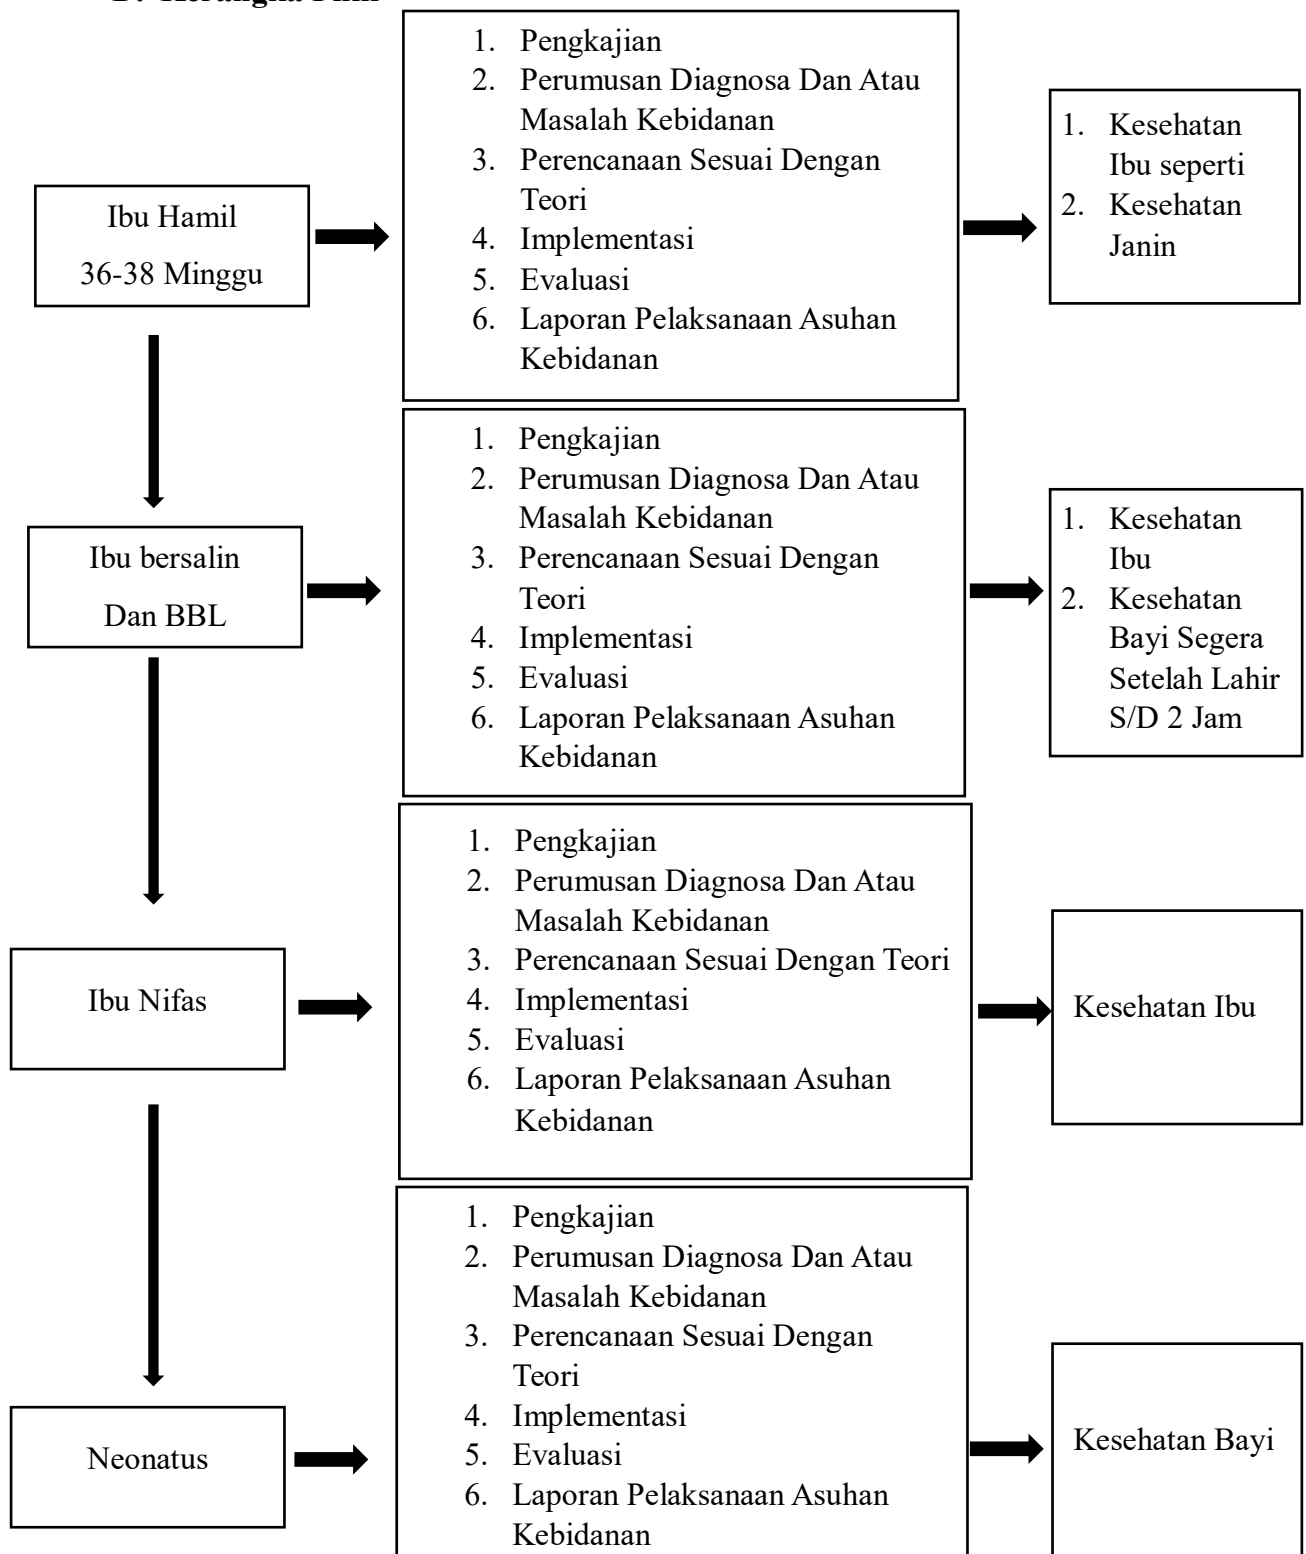 Ibu Hamil
36-38 Minggu
1. Pengkajian
2. Perumusan Diagnosa Dan Atau
Masalah Kebidanan
3. Perencanaan Sesuai Dengan
Teori
4. Implementasi
5. Evaluasi
6. Laporan Pelaksanaan Asuhan
Kebidanan
1. Kesehatan
Ibu seperti
2. Kesehatan
Janin
Ibu bersalin
Dan BBL
1. Pengkajian
2. Perumusan Diagnosa Dan Atau
Masalah Kebidanan
3. Perencanaan Sesuai Dengan
Teori
4. Implementasi
5. Evaluasi
6. Laporan Pelaksanaan Asuhan
Kebidanan
1. Kesehatan
Ibu
2. Kesehatan
Bayi Segera
Setelah Lahir
S/D 2 Jam
Ibu Nifas
1. Pengkajian
2. Perumusan Diagnosa Dan Atau
Masalah Kebidanan
3. Perencanaan Sesuai Dengan Teori
4. Implementasi
5. Evaluasi
6. Laporan Pelaksanaan Asuhan
Kebidanan
Kesehatan Ibu
Neonatus
1. Pengkajian
2. Perumusan Diagnosa Dan Atau
Masalah Kebidanan
3. Perencanaan Sesuai Dengan
Teori
4. Implementasi
5. Evaluasi
6. Laporan Pelaksanaan Asuhan
Kebidanan
Kesehatan Bayi